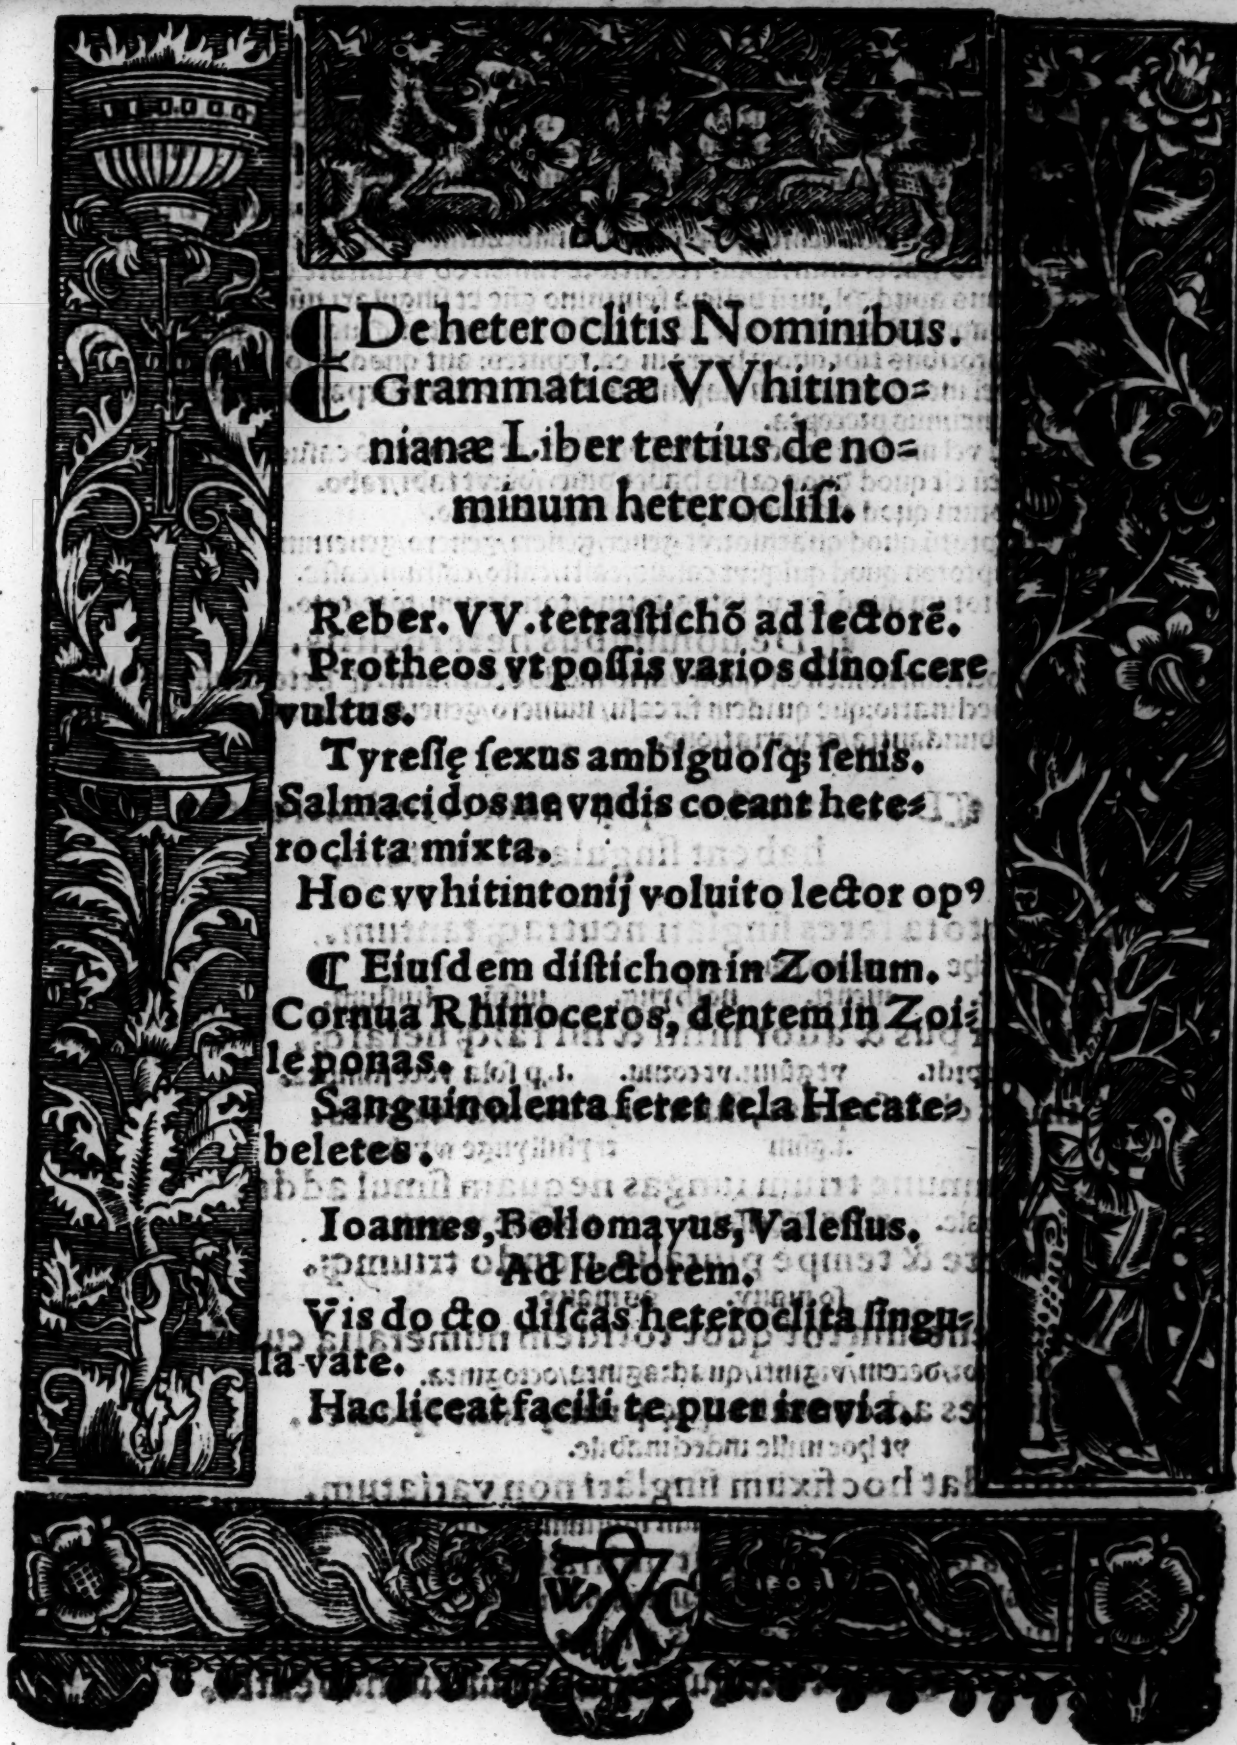 ⁌ De heteroclitis Nominibus.
⁌ Grammaticæ VVhitinto⸗
nianæ Liber tertius de no⸗
minum heteroclisi.
Reber. VV. tetraſtichõ ad lectorẽ.
Protheos vt poſſis varios dinoſcere
vultus.
Tyreſię ſexus ambiguoſq; ſenis.
Salmacidos ne vndis coeant hete⸗
roclita mixta.
Hoc vvhitintonij voluito lector opꝰ
⁌ Eiuſdem diſtichon in Zoilum.
Cornua Rhinoceros, dentem in Zoi⸗
le ponas.
Sanguinolenta feret tela Hecate⸗
beletes.
Ioannes, Bellomayus, Valeſius.
Ad lectorem.
Vis docto diſcas heteroclita ſingu⸗
la vate.
Hac liceat facili te puer ire via.
W C